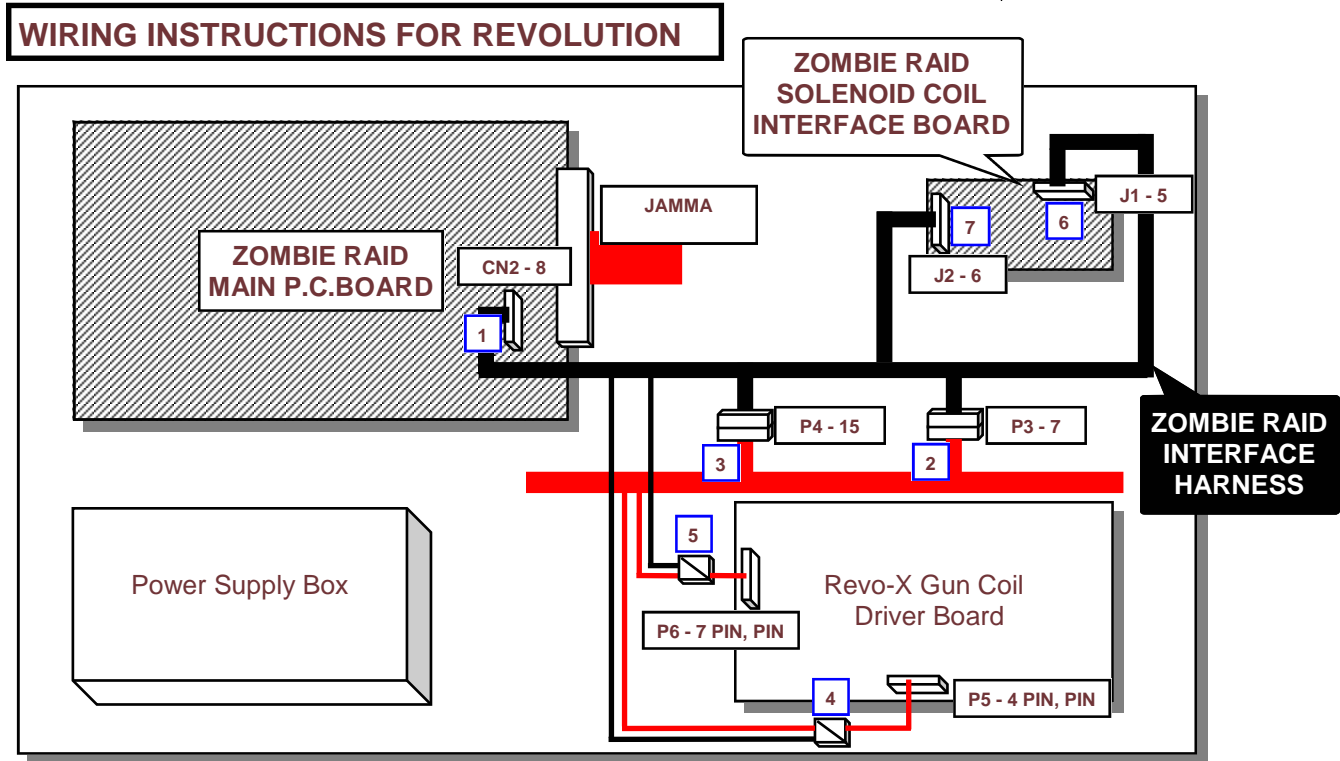 WIRING INSTRUCTIONS FOR REVOLUTION
ZOMBIE RAID
SOLENOID COIL
INTERFACE BOARD
JAMMA
J1 - 5
7
6
ZOMBIE RAID
MAIN P.C.BOARD
CN2 - 8
J2 - 6
1
P4 - 15
P3 - 7
ZOMBIE RAID
INTERFACE
HARNESS
3
2
5
Power Supply Box
Revo-X Gun Coil
Driver Board
P6 - 7 PIN, PIN
4
P5 - 4 PIN, PIN